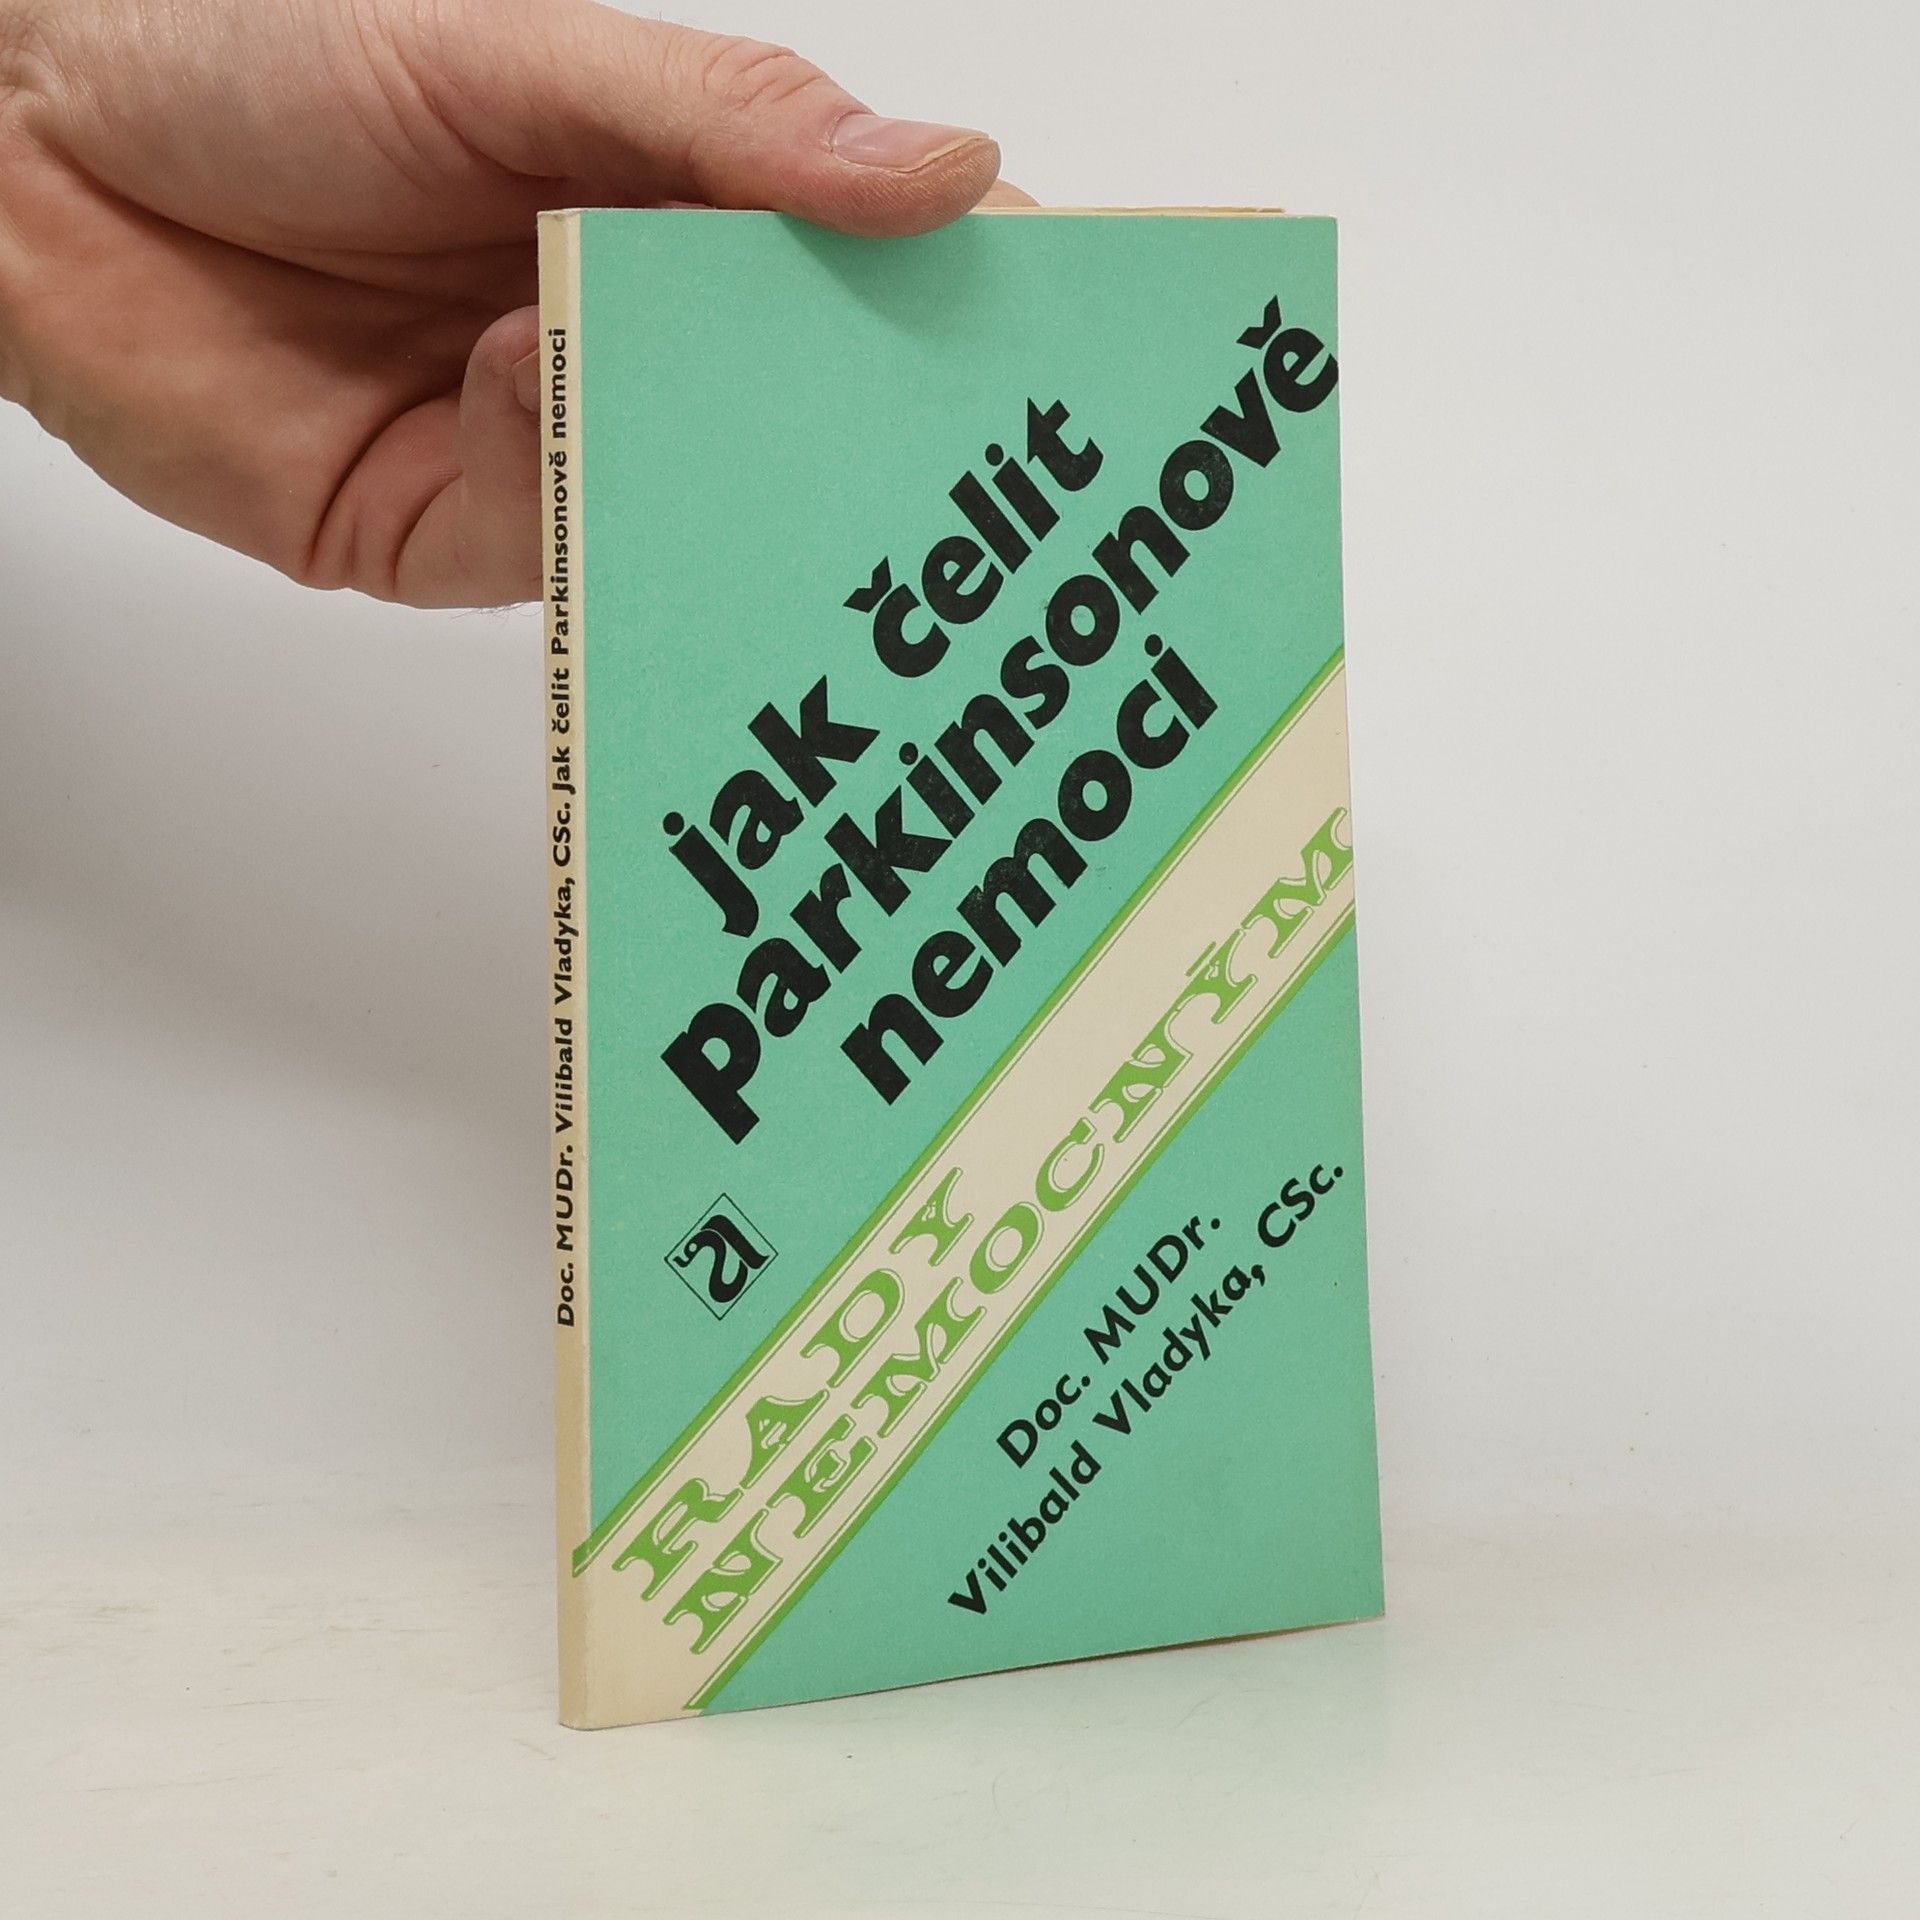 Doc. MUDr. Vilibald Vladyka, CSc. Jak čelit Parkinsonově nemoci
jak čelit
parkinsonově
nemoci
RADY
NEMOCNÝM
Doc. MUDr.
Vilibald Vladyka, CSc.